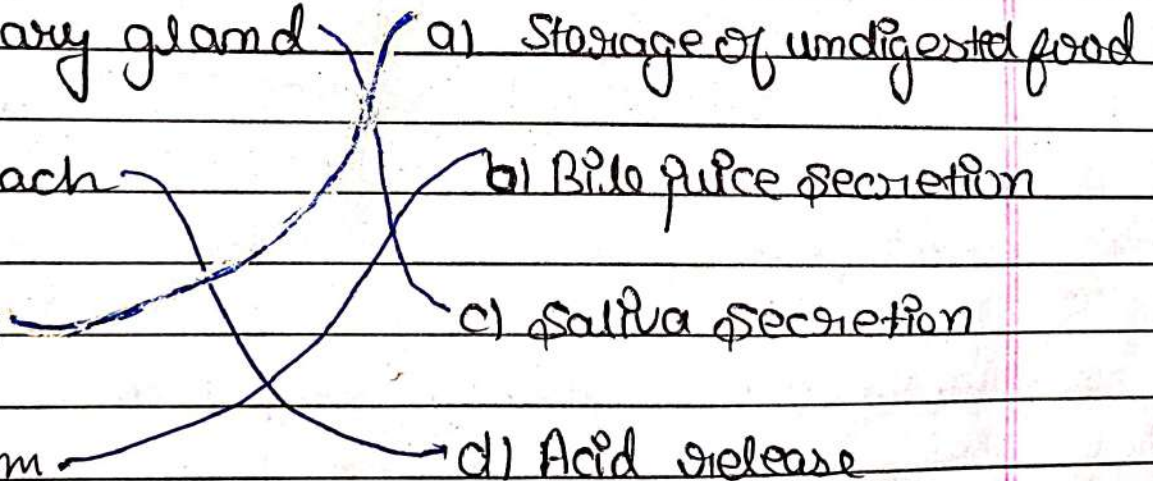 ary gland a) Storage of undigested food
ach b) Bile juice secretion
c) Saliva secretion
m d) Acid release